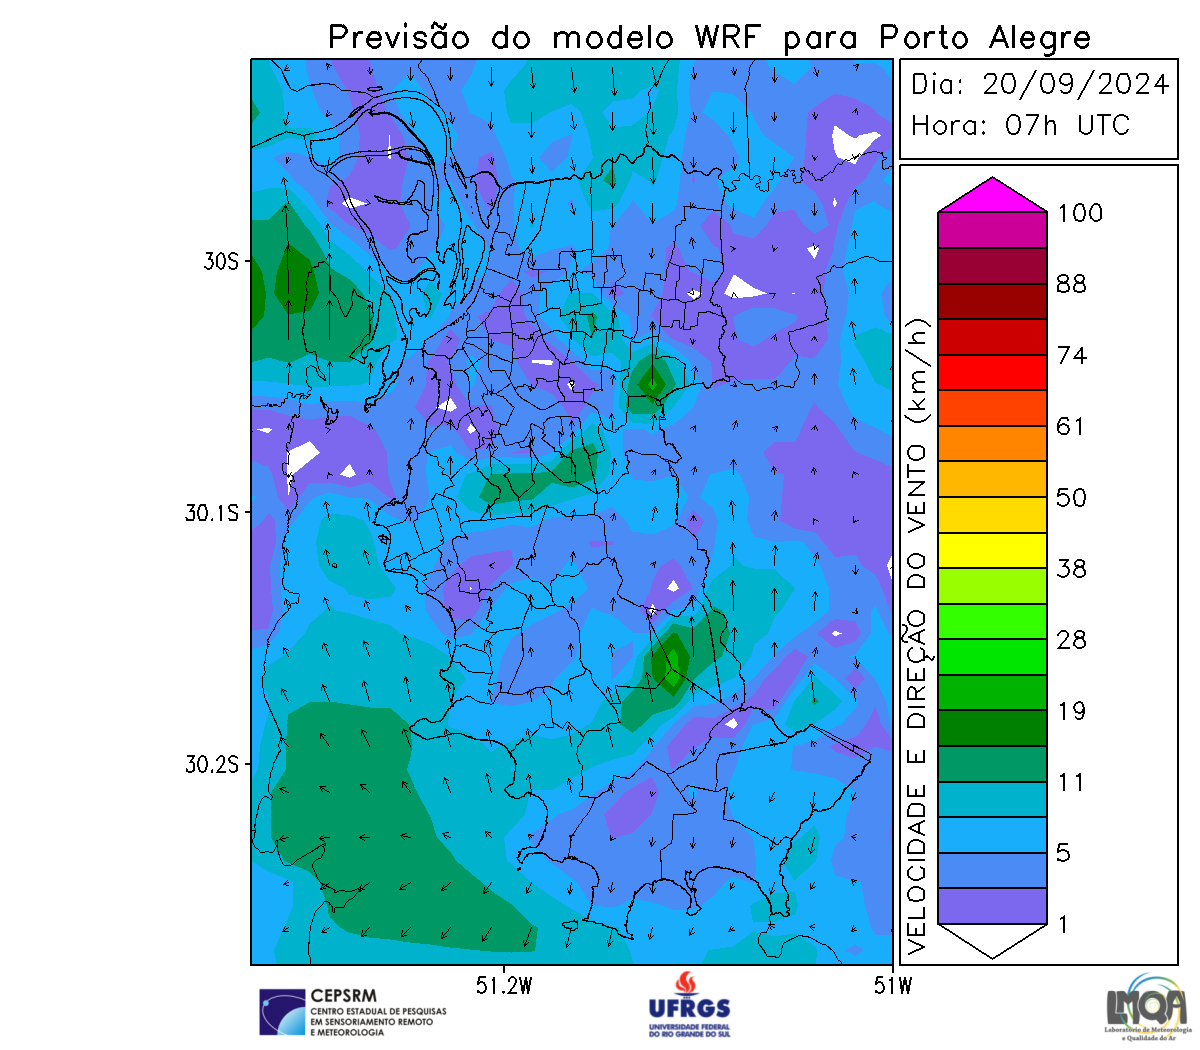 Previsão do modelo WRF para Porto Alegre
Dia: 20/09/2024
Hora: 07h UTC
30S
30.1S
30.2S
51.2W
51W
VELOCIDADE E DIREÇÃO DO VENTO (km/h)
100
88
74
61
50
38
28
19
11
5
1
CEPSRM
CENTRO ESTADUAL DE PESQUISAS
EM SENSORIAMENTO REMOTO
E METEOROLOGIA
UFRGS
UNIVERSIDADE FEDERAL
DO RIO GRANDE DO SUL
LMQA
Laboratório de Meteorologia
e Qualidade do Ar